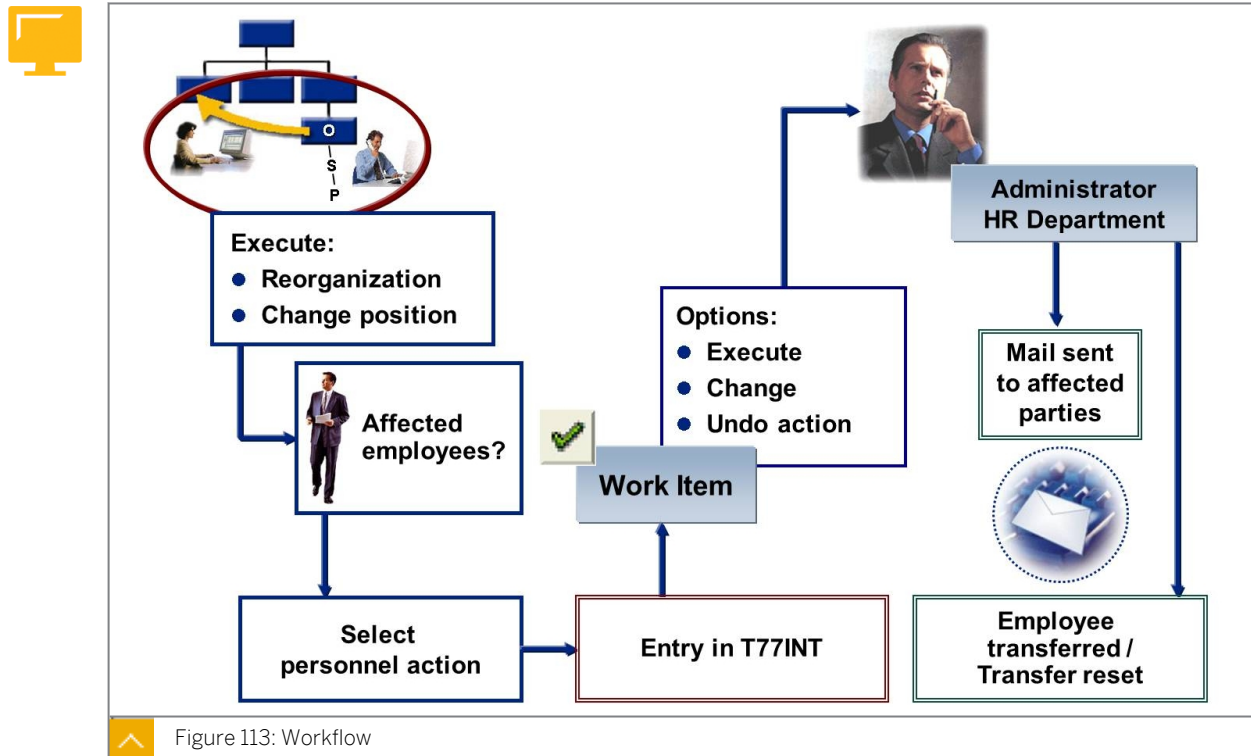 O
S
P
Execute:
Reorganization
Change position
Affected
employees?
Select
personnel action
Entry in T77INT
Work Item
Options:
Execute
Change
Undo action
Administrator
HR Department
Mail sent
to affected
parties
Employee
transferred /
Transfer reset
Figure 113: Workflow